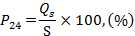 P₂₄ = Qₛ/S × 100, (%)